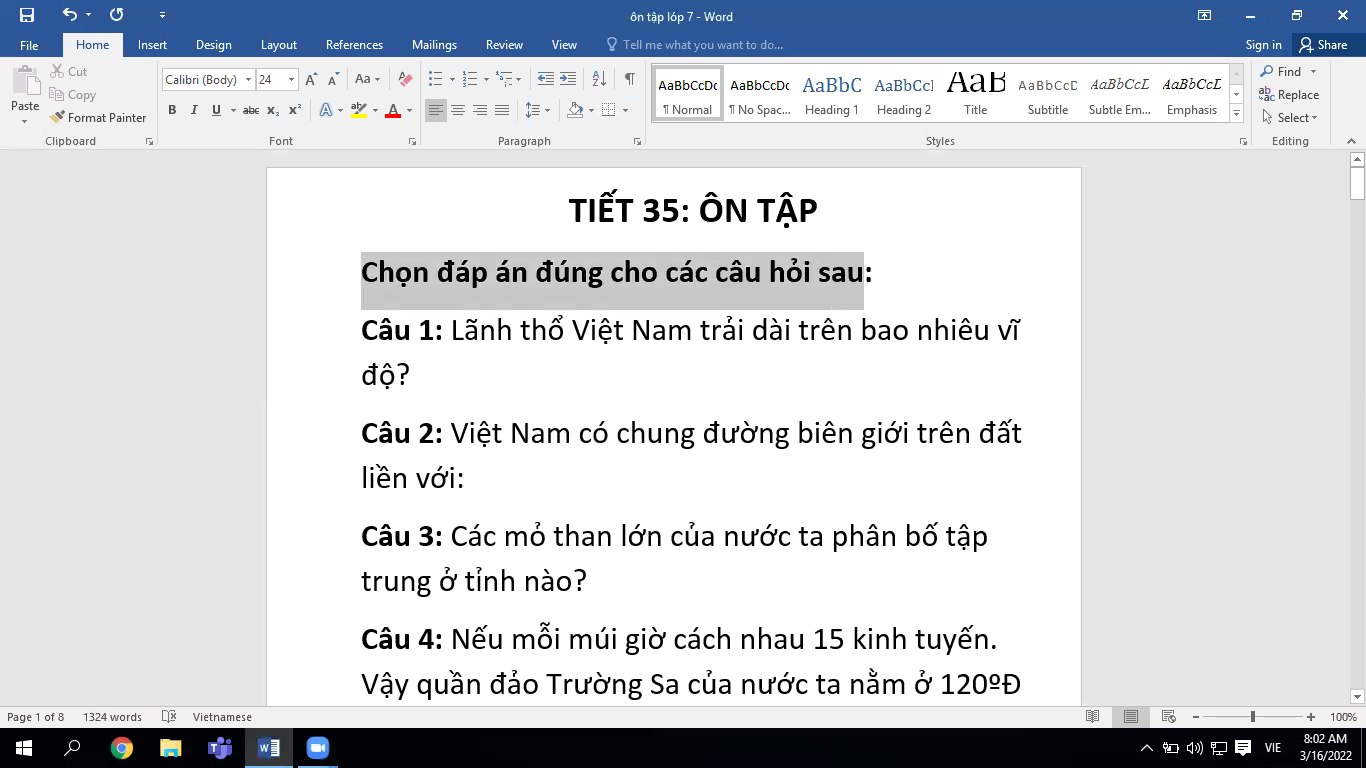 ôn tập lóp 7 - Word
File Home Insert Design Layout References Mailings Review View Tell me what you want to do... Sign in Share
Paste Cut Copy Format Painter
Calibri (Body) 24 Aa
B I U abc x₂ x² A ab A
AaBbCcDc AaBbCcDc AaBbC AaBbCcI AaB AaBbCcD AaBbCcL AaBbCcL
¶ Normal ¶ No Spac... Heading 1 Heading 2 Title Subtitle Subtle Em... Emphasis
Find Replace Select
Clipboard Font Paragraph Styles Editing
TIẾT 35: ÔN TẬP
Chọn đáp án đúng cho các câu hỏi sau:
Câu 1: Lãnh thổ Việt Nam trải dài trên bao nhiêu vĩ
độ?
Câu 2: Việt Nam có chung đường biên giới trên đất
liền với:
Câu 3: Các mỏ than lớn của nước ta phân bố tập
trung ở tỉnh nào?
Câu 4: Nếu mỗi múi giờ cách nhau 15 kinh tuyến.
Vậy quần đảo Trường Sa của nước ta nằm ở 120ºĐ
Page 1 of 8 1324 words Vietnamese 100%
VIE 8:02 AM
3/16/2022